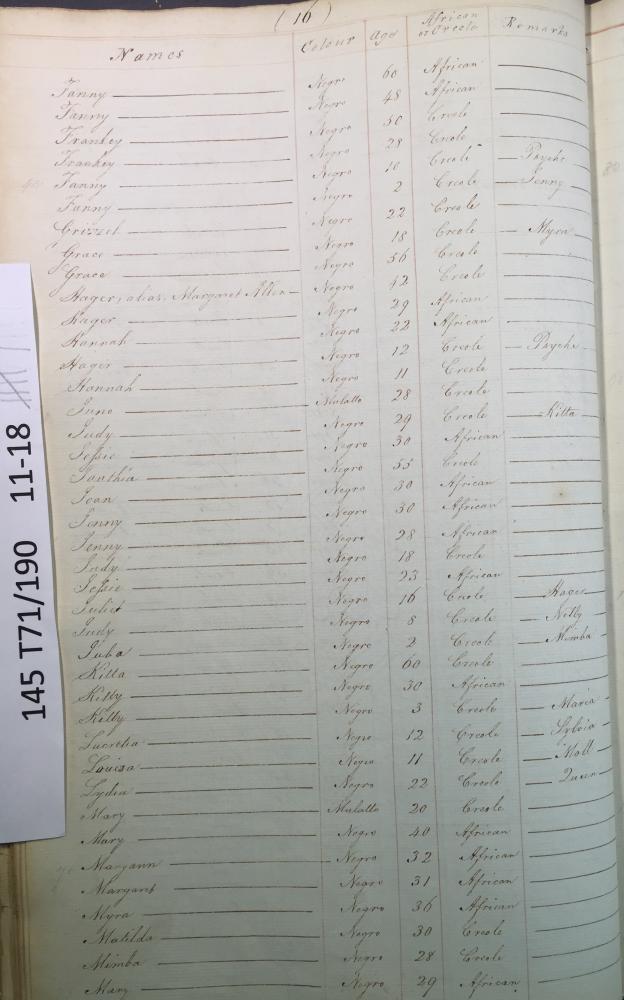 (16)
Names Colour Age African or Creole Remarks
Fanny Negro 60 African
Fanny Negro 48 African
Frankey Negro 50 Creole
Frankey Negro 28 Creole
Fanny Negro 10 Creole Psyche
Fanny Negro 2 Creole Jenny
Grizzel Negro 22 Creole
Grace Negro 18 Creole Myra
Grace Negro 56 Creole
Hager, alias, Margaret Allen Negro 42 Creole
Hager Negro 29 African
Hannah Negro 22 African
Hager Negro 12 Creole Psyche
Hannah Negro 11 Creole
Juno Mulatto 28 Creole
Judy Negro 29 Creole Kitta
Jessie Negro 30 African
Ianthia Negro 55 Creole
Joan Negro 30 African
Jenny Negro 30 African
Jenny Negro 28 African
Judy Negro 18 Creole
Jessie Negro 23 African
Juliet Negro 16 Creole Hager
Judy Negro 8 Creole Nelly
Juba Negro 2 Creole Mimba
Kitta Negro 60 Creole
Kitty Negro 30 African
Kitty Negro 3 Creole Maria
Lucretia Negro 12 Creole Sylvia
Louisa Negro 11 Creole Moll
Lydia Negro 22 Creole Queen
Mary Mulatto 20 Creole
Mary Negro 40 African
Margann Negro 32 African
Margaret Negro 31 African
Myra Negro 36 African
Matilda Negro 30 Creole
Mimba Negro 28 Creole
Mary Negro 29 African
145 T71/190 11-18